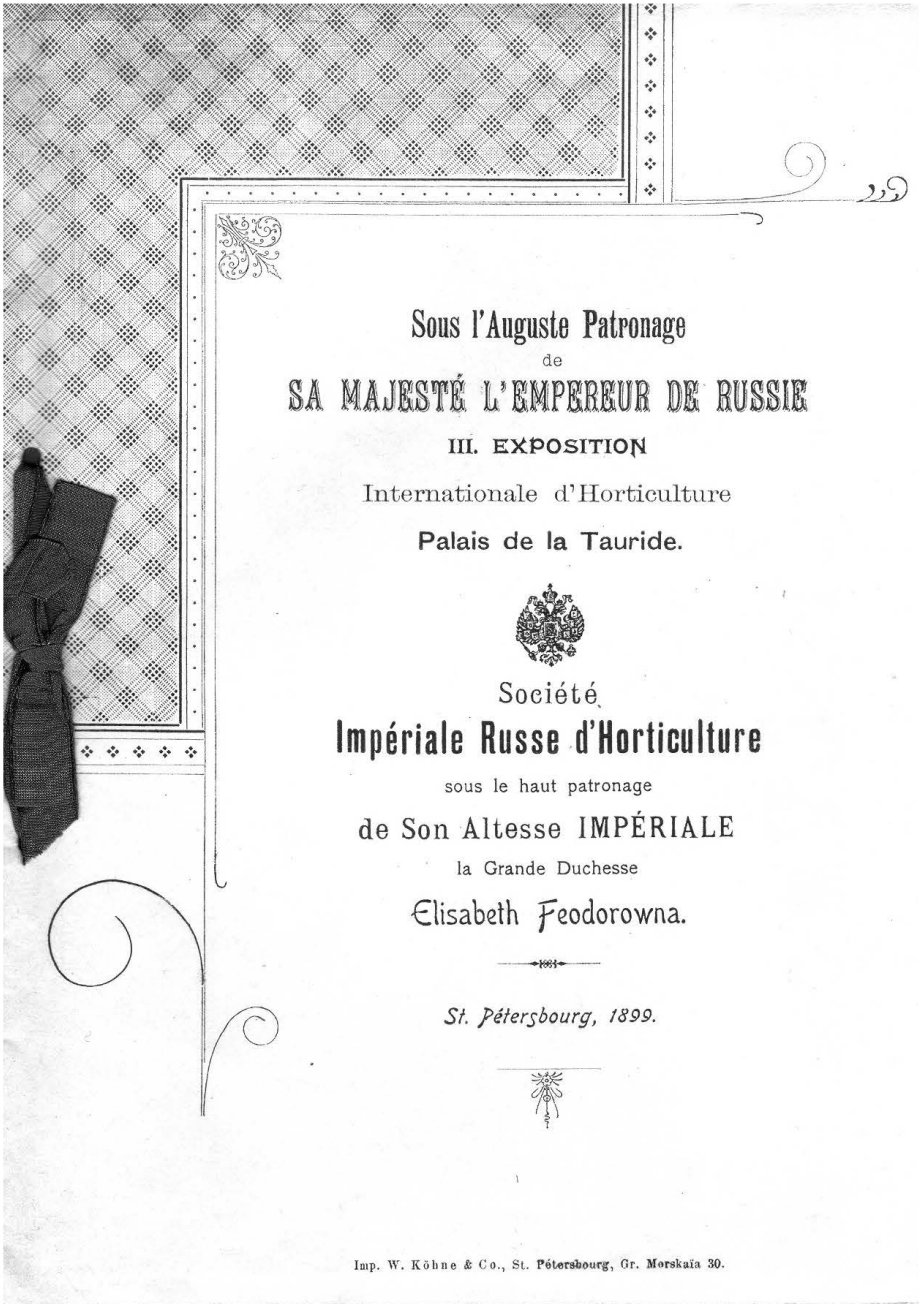 Sous l'Auguste Patronage
de
SA MAJESTÉ L'EMPEREUR DE RUSSIE
III. EXPOSITION
Internationale d'Horticulture
Palais de la Tauride.
Société
Impériale Russe d'Horticulture
sous le haut patronage
de Son Altesse IMPÉRIALE
la Grande Duchesse
Elisabeth Feodorowna.
St. Pétersbourg, 1899.
Imp. W. Köhne & Co., St. Pétersbourg, Gr. Morskaïa 30.